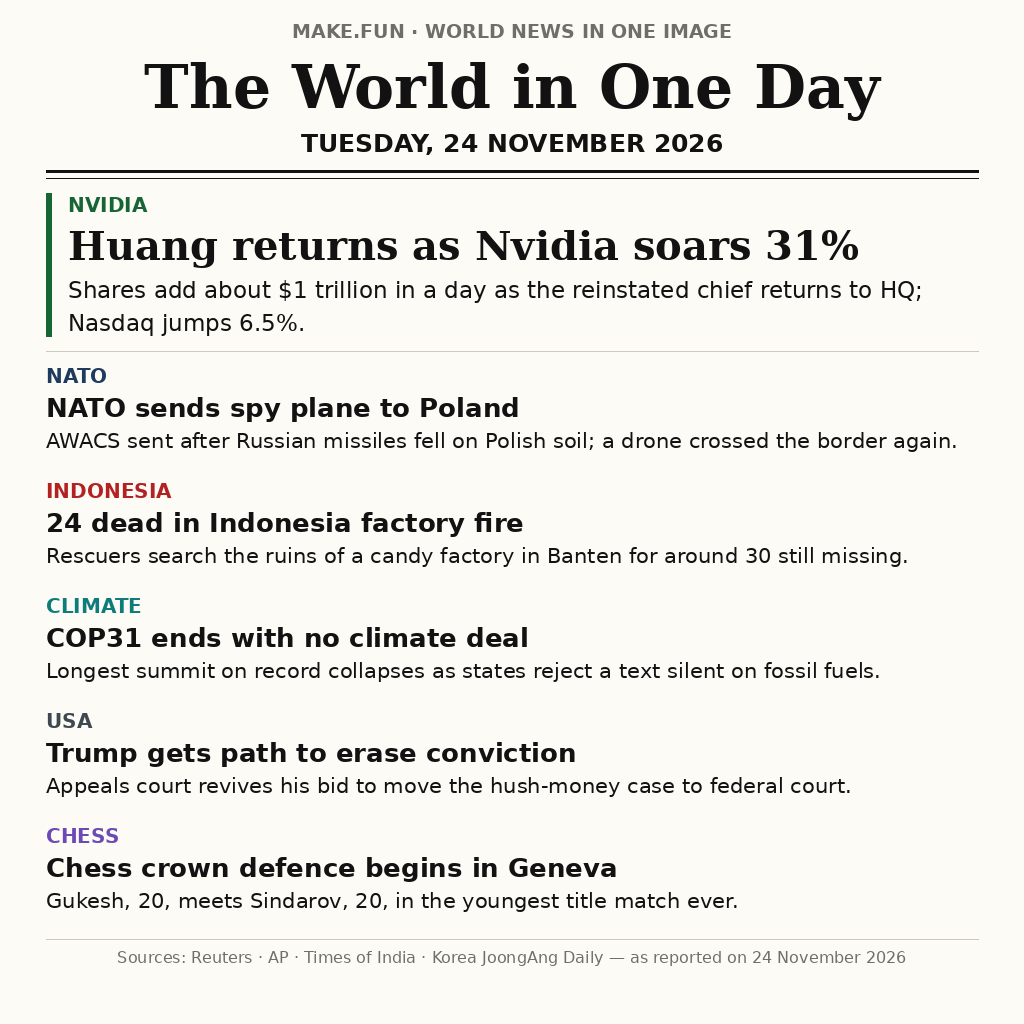 MAKE.FUN · WORLD NEWS IN ONE IMAGE
The World in One Day
TUESDAY, 24 NOVEMBER 2026
NVIDIA
Huang returns as Nvidia soars 31%
Shares add about $1 trillion in a day as the reinstated chief returns to HQ;
Nasdaq jumps 6.5%.
NATO
NATO sends spy plane to Poland
AWACS sent after Russian missiles fell on Polish soil; a drone crossed the border again.
INDONESIA
24 dead in Indonesia factory fire
Rescuers search the ruins of a candy factory in Banten for around 30 still missing.
CLIMATE
COP31 ends with no climate deal
Longest summit on record collapses as states reject a text silent on fossil fuels.
USA
Trump gets path to erase conviction
Appeals court revives his bid to move the hush-money case to federal court.
CHESS
Chess crown defence begins in Geneva
Gukesh, 20, meets Sindarov, 20, in the youngest title match ever.
Sources: Reuters · AP · Times of India · Korea JoongAng Daily — as reported on 24 November 2026